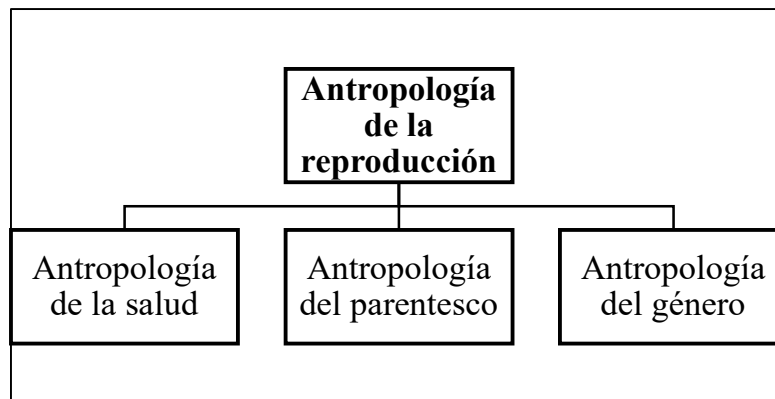 Antropología
de la
reproducción
Antropología
de la salud
Antropología
del parentesco
Antropología
del género